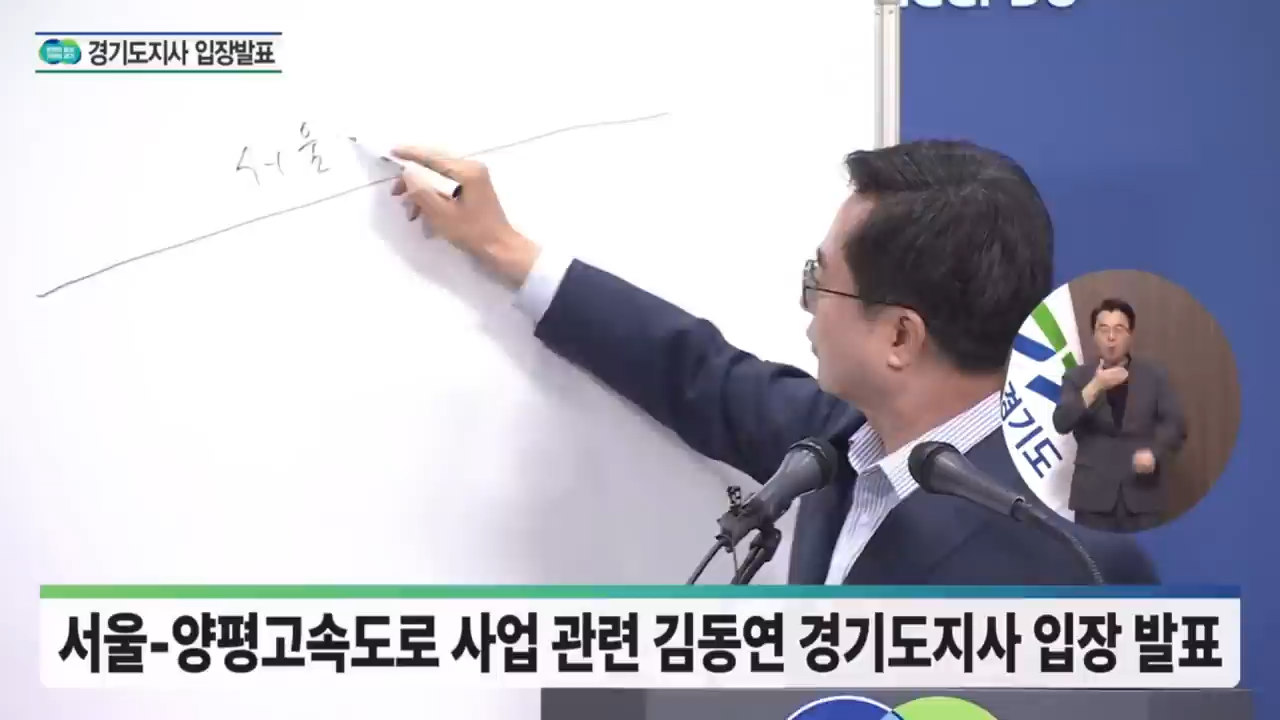 경기도지사 입장발표
서울
경기도
서울-양평고속도로 사업 관련 김동연 경기도지사 입장 발표